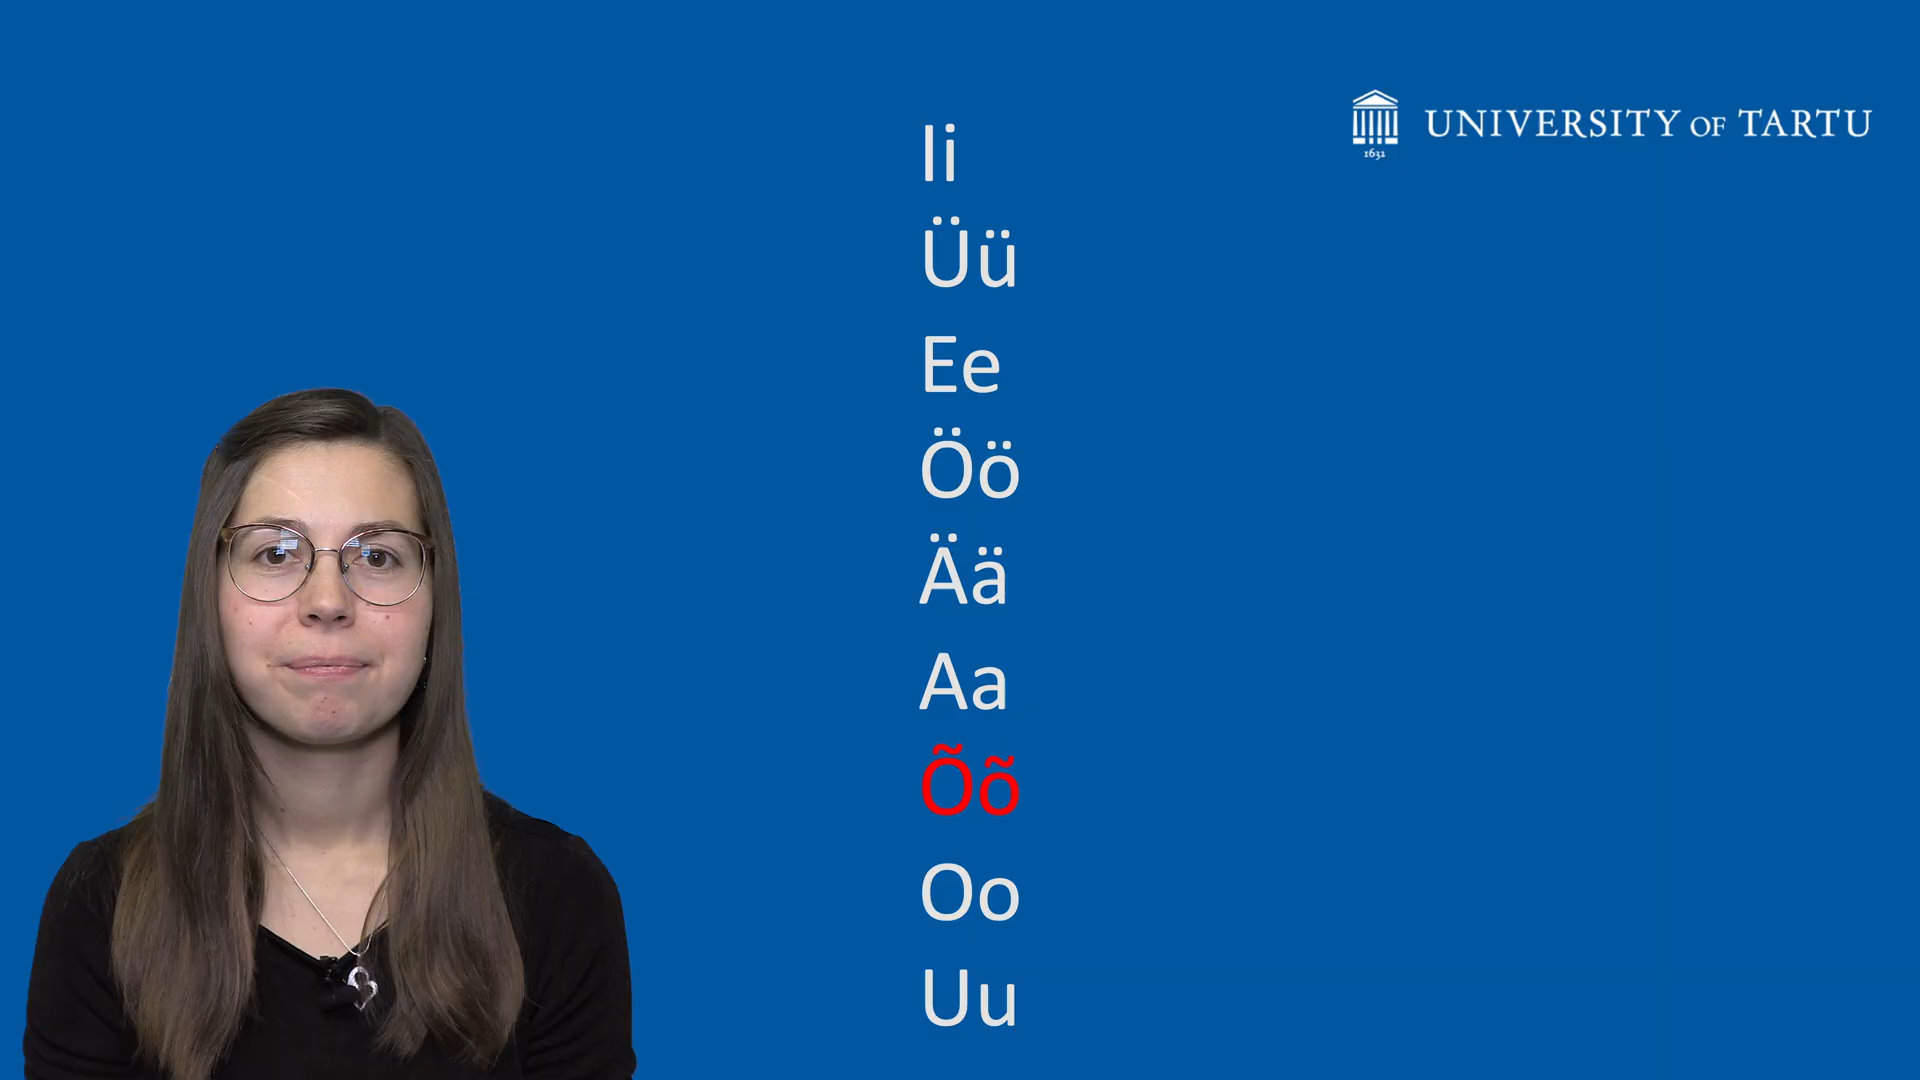 UNIVERSITY OF TARTU
1632
Ii
Üü
Ee
Öö
Ää
Aa
Õõ
Oo
Uu